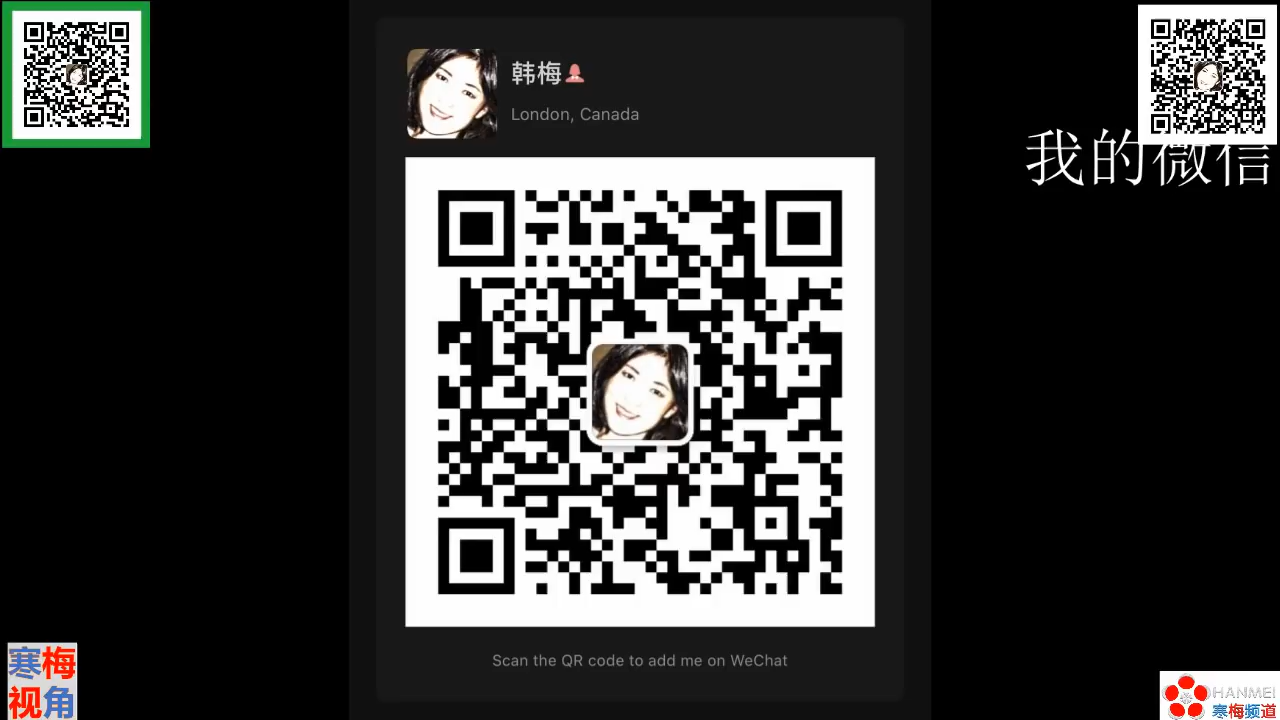 韩梅
London, Canada
我的微信
Scan the QR code to add me on WeChat
寒梅
视角
HANMEI
寒梅频道